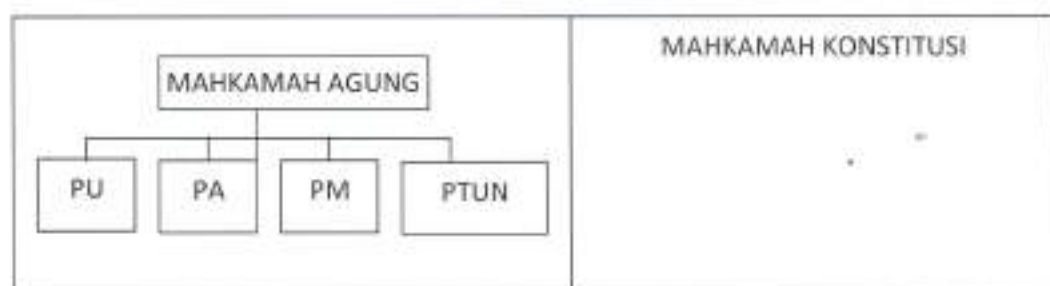 MAHKAMAH AGUNG
PU
PA
PM
PTUN
MAHKAMAH KONSTITUSI